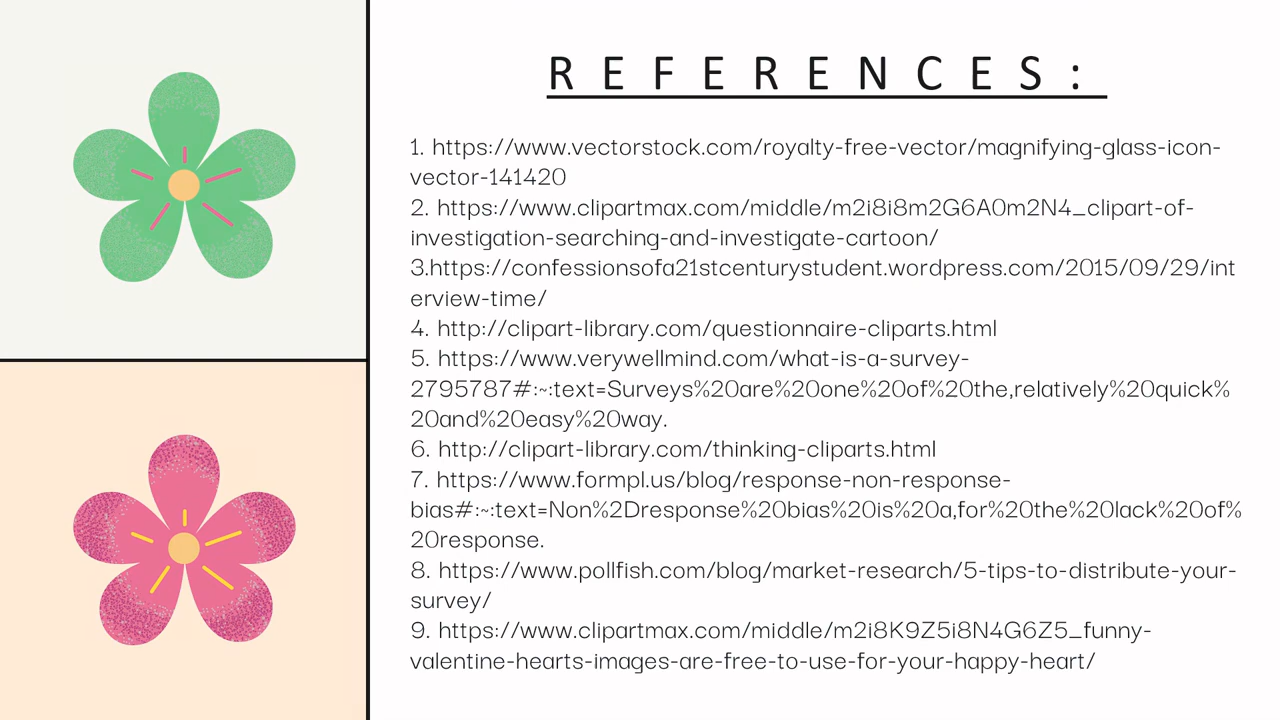 REFERENCES:
1. https://www.vectorstock.com/royalty-free-vector/magnifying-glass-icon-
vector-141420
2. https://www.clipartmax.com/middle/m2i8i8m2G6A0m2N4_clipart-of-
investigation-searching-and-investigate-cartoon/
3.https://confessionsofa21stcenturystudent.wordpress.com/2015/09/29/int
erview-time/
4. http://clipart-library.com/questionnaire-cliparts.html
5. https://www.verywellmind.com/what-is-a-survey-
2795787#:~:text=Surveys%20are%20one%20of%20the,relatively%20quick%
20and%20easy%20way.
6. http://clipart-library.com/thinking-cliparts.html
7. https://www.formpl.us/blog/response-non-response-
bias#:~:text=Non%2Dresponse%20bias%20is%20a,for%20the%20lack%20of%
20response.
8. https://www.pollfish.com/blog/market-research/5-tips-to-distribute-your-
survey/
9. https://www.clipartmax.com/middle/m2i8K9Z5i8N4G6Z5_funny-
valentine-hearts-images-are-free-to-use-for-your-happy-heart/